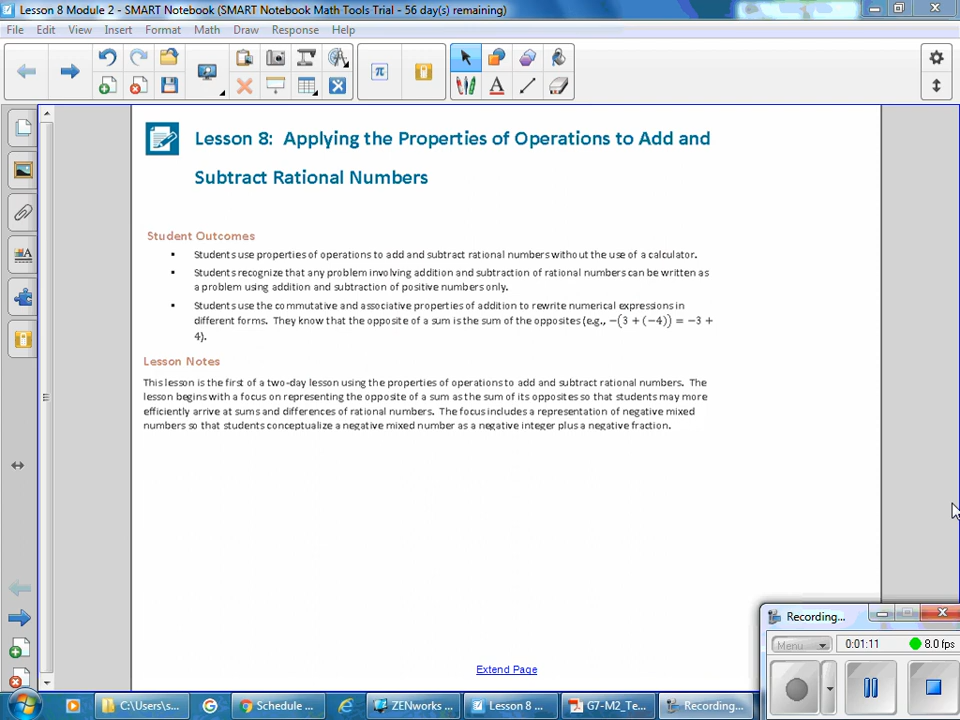 Lesson 8 Module 2 - SMART Notebook (SMART Notebook Math Tools Trial - 56 day(s) remaining)
File Edit View Insert Format Math Draw Response Help
Lesson 8: Applying the Properties of Operations to Add and
Subtract Rational Numbers
Student Outcomes
▪ Students use properties of operations to add and subtract rational numbers without the use of a calculator.
▪ Students recognize that any problem involving addition and subtraction of rational numbers can be written as
a problem using addition and subtraction of positive numbers only.
▪ Students use the commutative and associative properties of addition to rewrite numerical expressions in
different forms. They know that the opposite of a sum is the sum of the opposites (e.g., −(3 + (−4)) = −3 +
4).
Lesson Notes
This lesson is the first of a two-day lesson using the properties of operations to add and subtract rational numbers. The
lesson begins with a focus on representing the opposite of a sum as the sum of its opposites so that students may more
efficiently arrive at sums and differences of rational numbers. The focus includes a representation of negative mixed
numbers so that students conceptualize a negative mixed number as a negative integer plus a negative fraction.
Extend Page
Recording...
Menu 0:01:11 8.0 fps
C:\Users\s... Schedule ... ZENworks ... Lesson 8 ... G7-M2_Te... Recording...